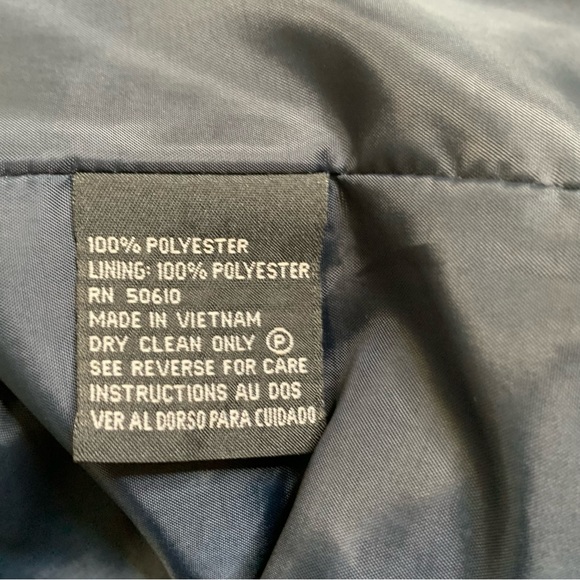 100% POLYESTER
LINING: 100% POLYESTER
RN 50610
MADE IN VIETNAM
DRY CLEAN ONLY Ⓟ
SEE REVERSE FOR CARE
INSTRUCTIONS AU DOS
VER AL DORSO PARA CUIDADO